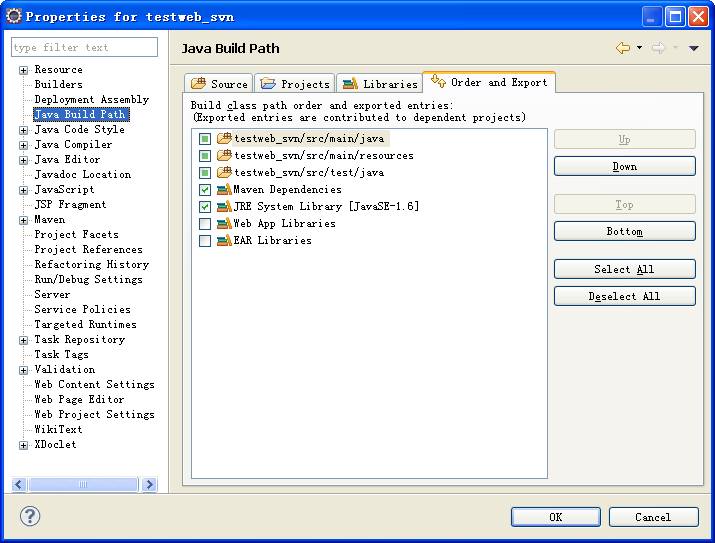 Properties for testweb_svn
type filter text
Resource
Builders
Deployment Assembly
Java Build Path
Java Code Style
Java Compiler
Java Editor
Javadoc Location
JavaScript
JSP Fragment
Maven
Project Facets
Project References
Refactoring History
Run/Debug Settings
Server
Service Policies
Targeted Runtimes
Task Repository
Task Tags
Validation
Web Content Settings
Web Page Editor
Web Project Settings
WikiText
XDoclet
Java Build Path
Source Projects Libraries Order and Export
Build class path order and exported entries:
(Exported entries are contributed to dependent projects)
testweb_svn/src/main/java
testweb_svn/src/main/resources
testweb_svn/src/test/java
Maven Dependencies
JRE System Library [JavaSE-1.6]
Web App Libraries
EAR Libraries
Up
Down
Top
Bottom
Select All
Deselect All
?
OK
Cancel